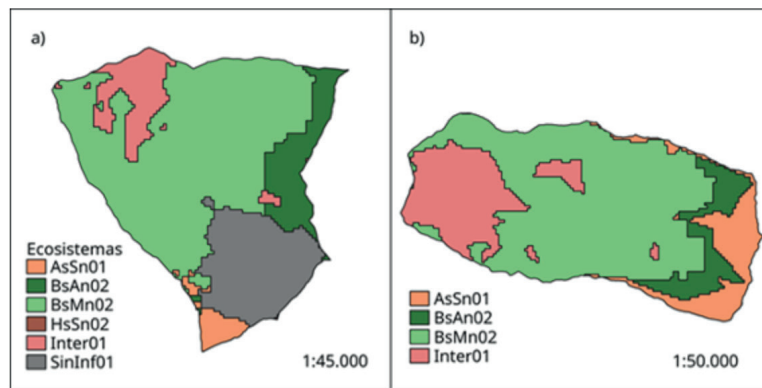 a)
Ecosistemas
AsSn01
BsAn02
BsMn02
HsSn02
Inter01
SinInf01
1:45.000
b)
AsSn01
BsAn02
BsMn02
Inter01
1:50.000